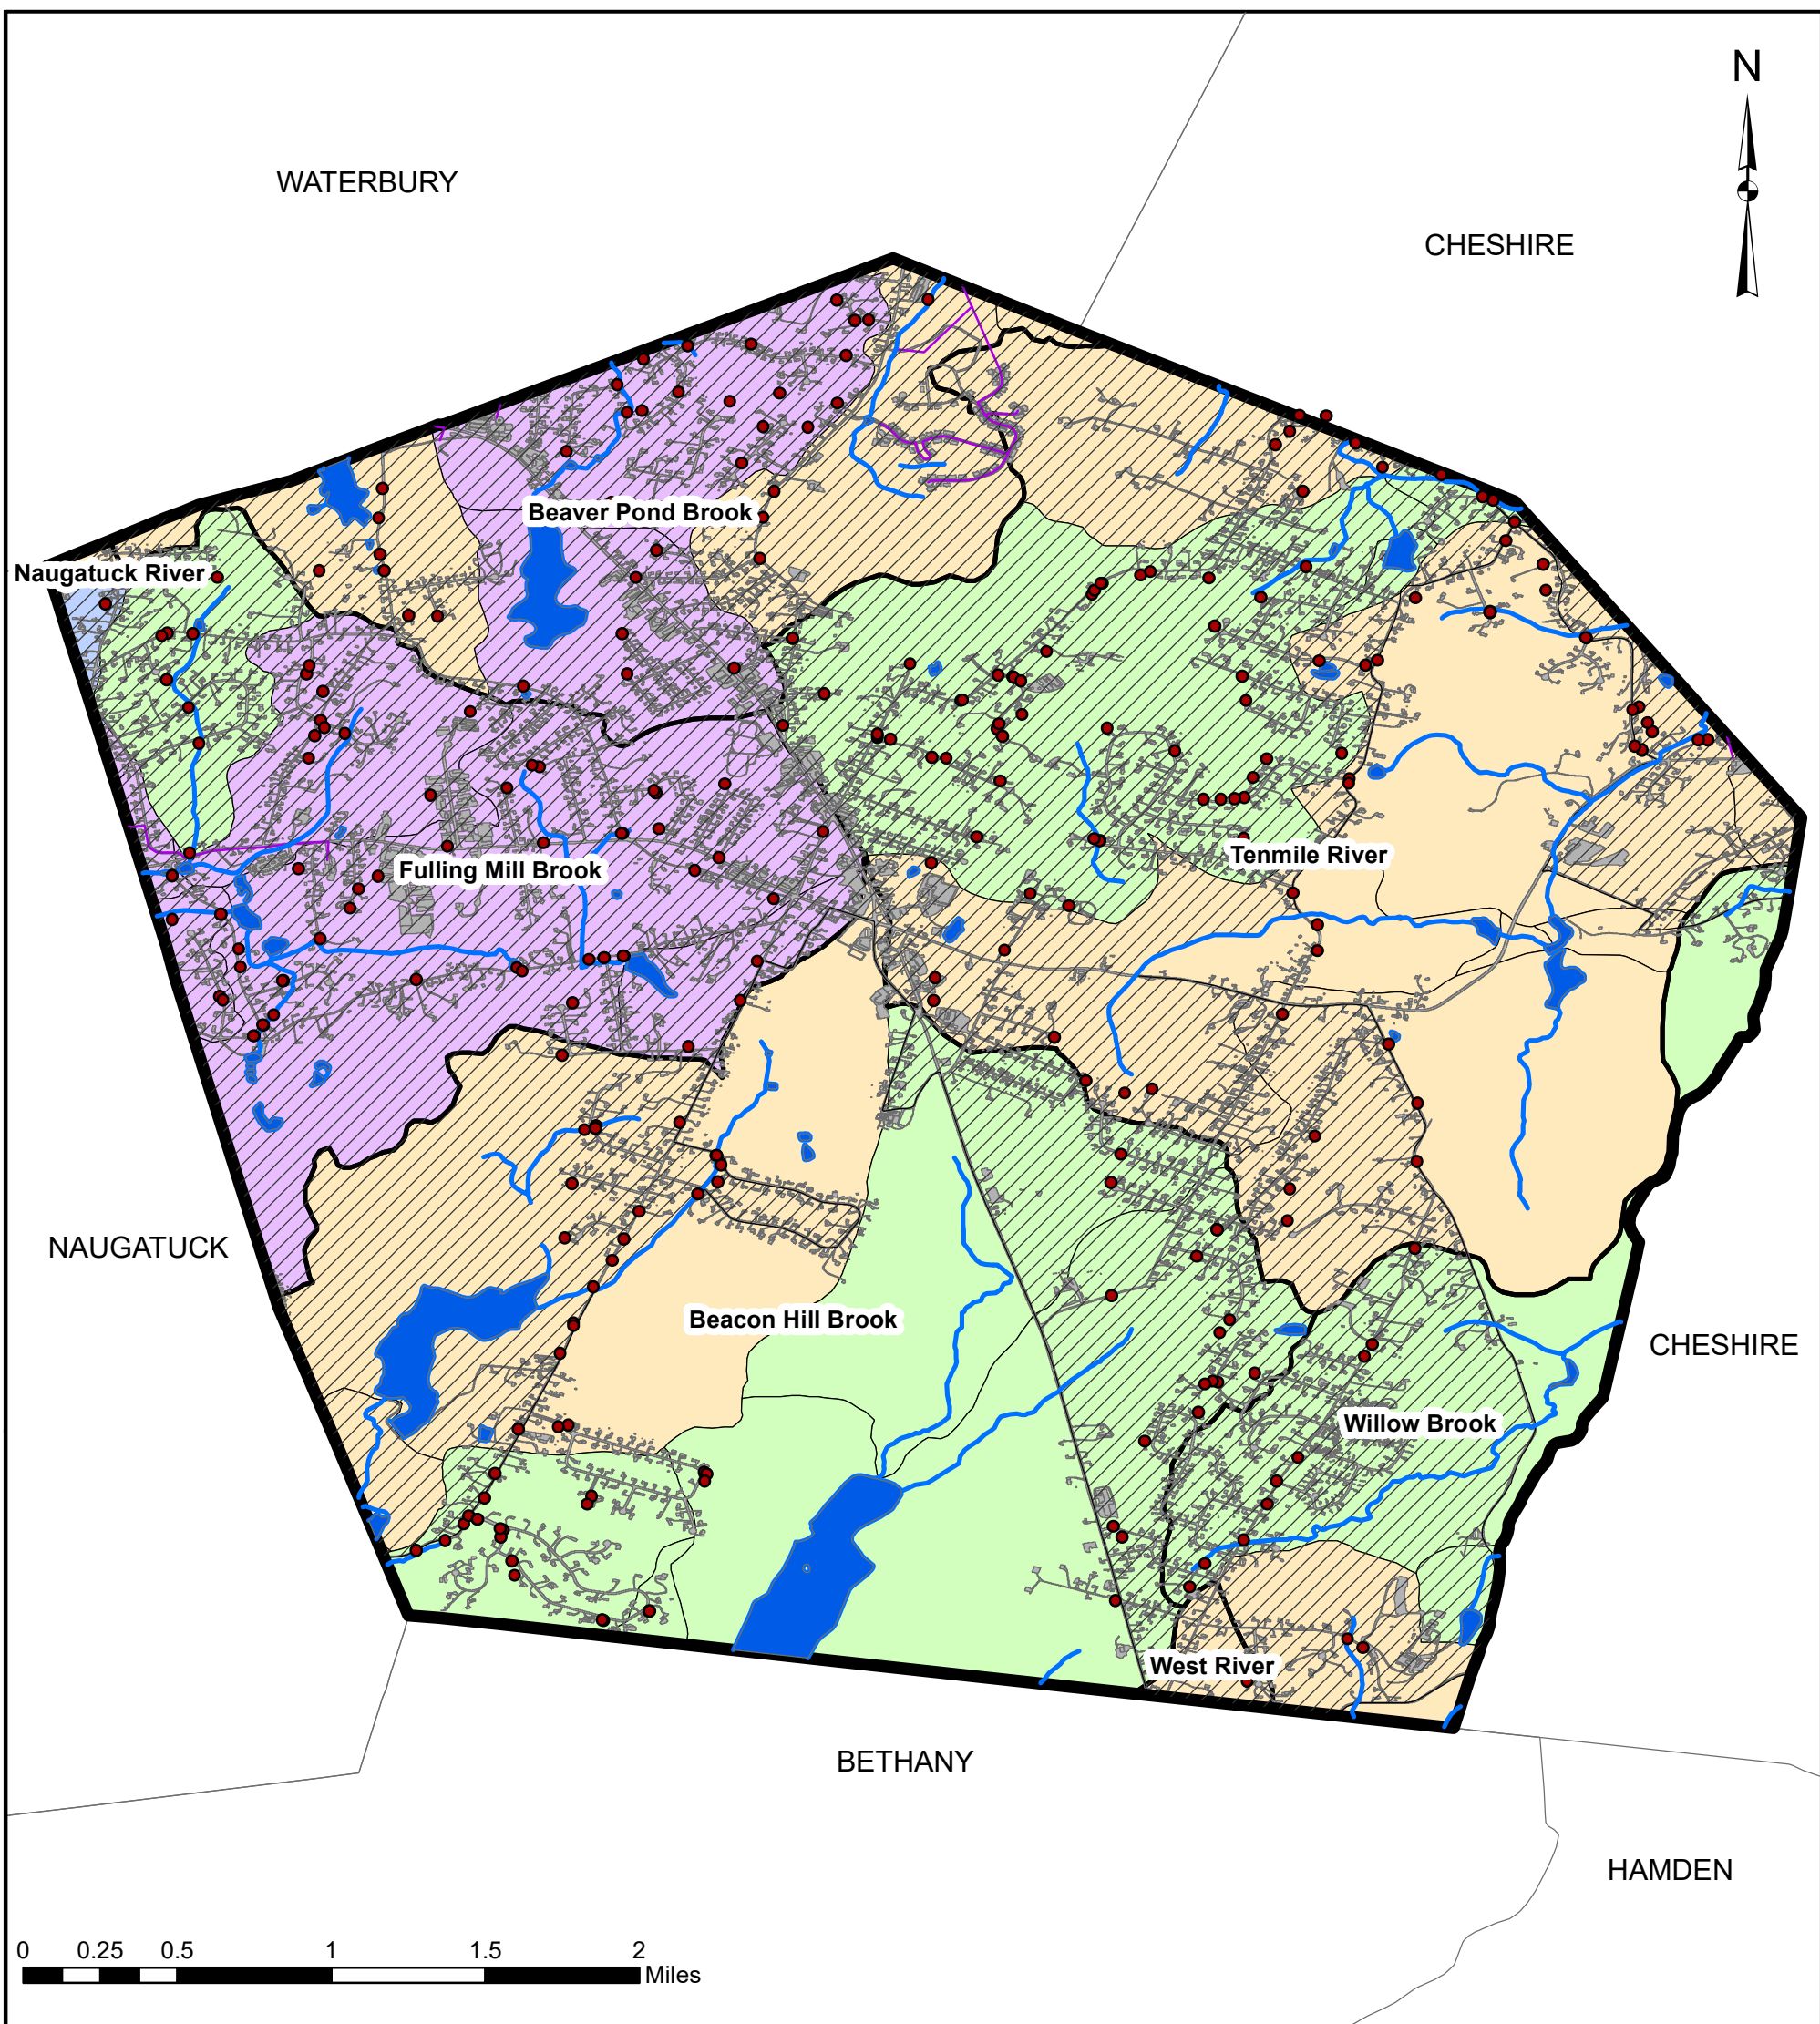 N
WATERBURY
CHESHIRE
Beaver Pond Brook
Naugatuck River
Tenmile River
Fulling Mill Brook
NAUGATUCK
Beacon Hill Brook
CHESHIRE
Willow Brook
West River
BETHANY
HAMDEN
0 0.25 0.5 1 1.5 2
Miles